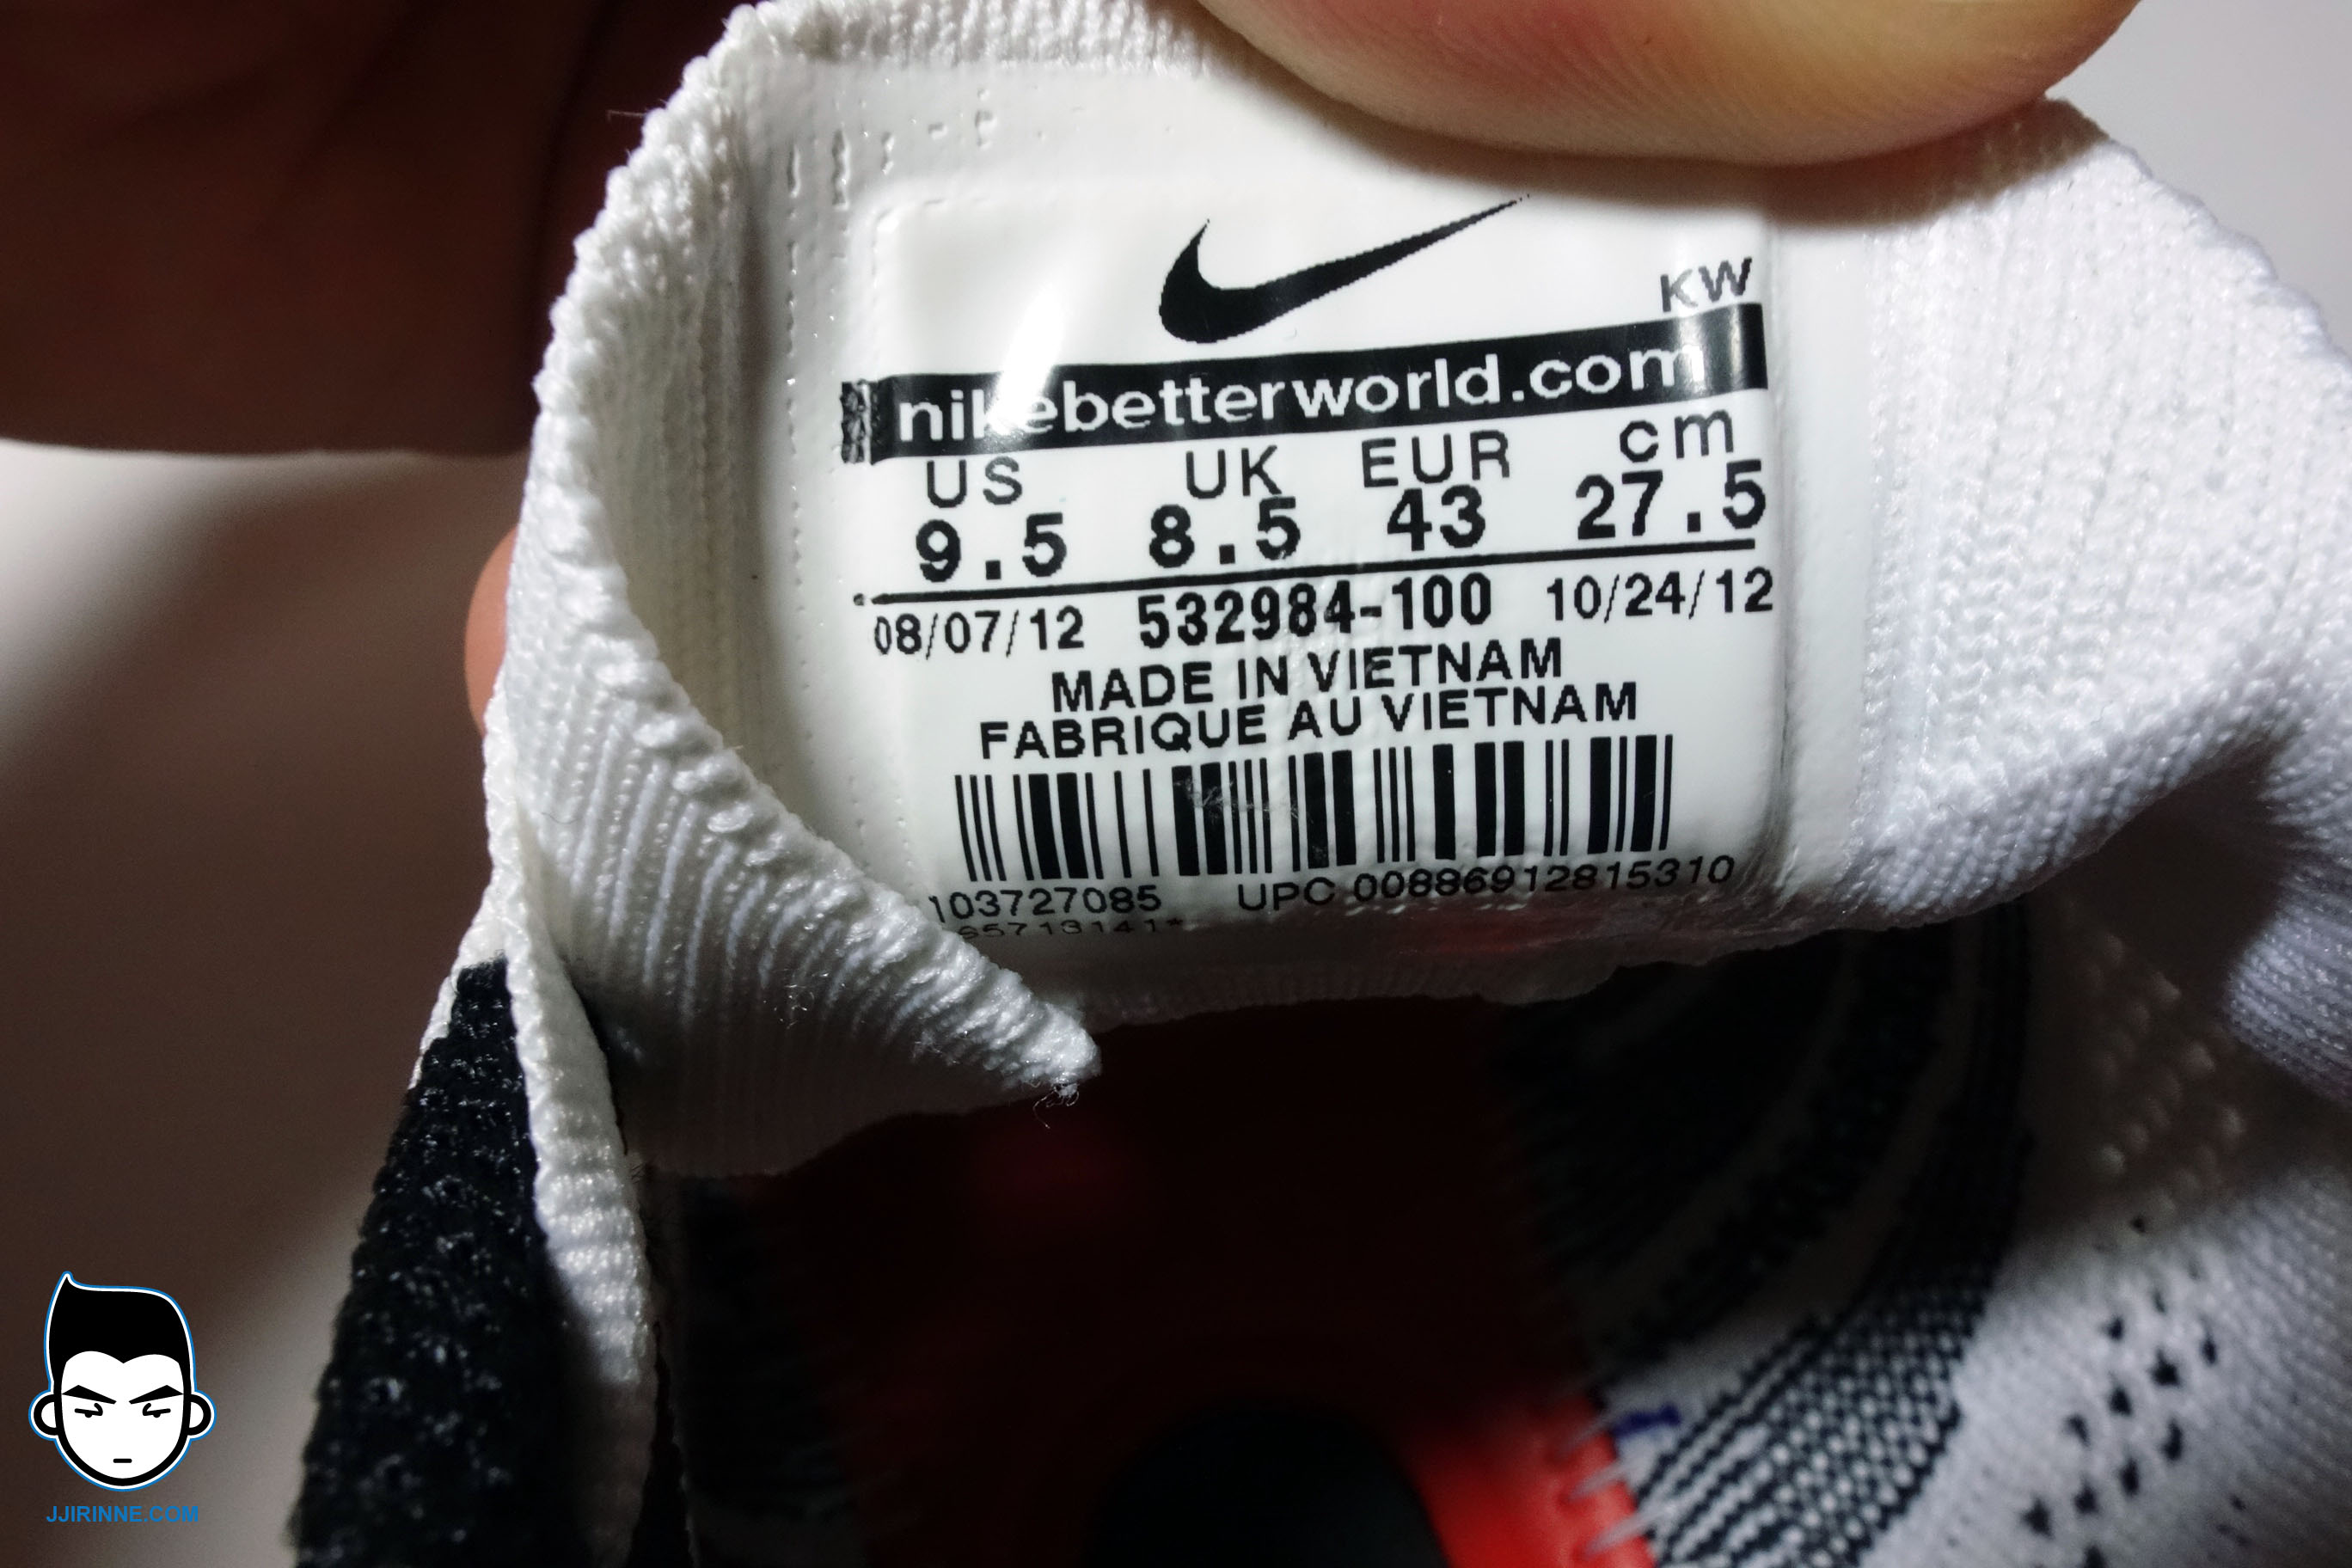 KW
nikebetterworld.com
US UK EUR cm
9.5 8.5 43 27.5
08/07/12 532984-100 10/24/12
MADE IN VIETNAM
FABRIQUE AU VIETNAM
103727085 UPC 00886912815310
JJIRINNE.COM